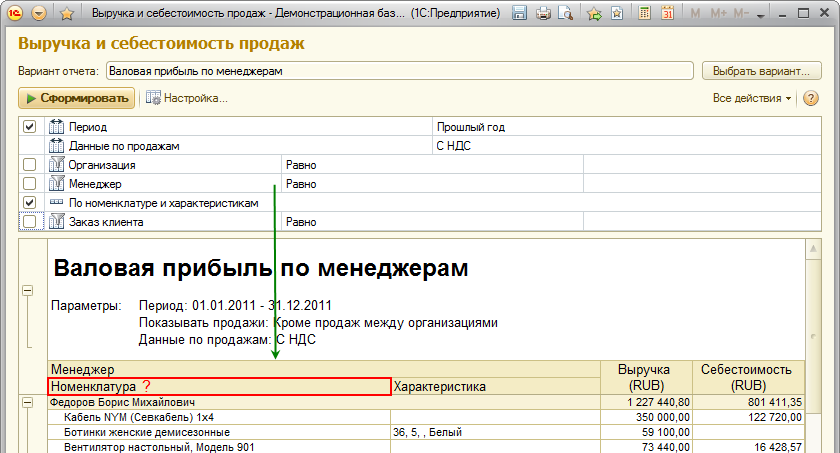 Выручка и себестоимость продаж - Демонстрационная баз... (1С:Предприятие)
M M+ M-
Выручка и себестоимость продаж
Вариант отчета: Валовая прибыль по менеджерам Выбрать вариант...
Сформировать Настройка... Все действия ?
Период Прошлый год
Данные по продажам С НДС
Организация Равно
Менеджер Равно
По номенклатуре и характеристикам
Заказ клиента Равно
Валовая прибыль по менеджерам
Параметры: Период: 01.01.2011 - 31.12.2011
Показывать продажи: Кроме продаж между организациями
Данные по продажам: С НДС
Менеджер Выручка (RUB) Себестоимость (RUB)
Номенклатура ? Характеристика
Федоров Борис Михайлович 1 227 440,80 801 411,35
Кабель NYM (Севкабель) 1x4 350 000,00 122 720,00
Ботинки женские демисезонные 36, 5, , Белый 59 100,00
Вентилятор настольный, Модель 901 73 440,00 16 428,57